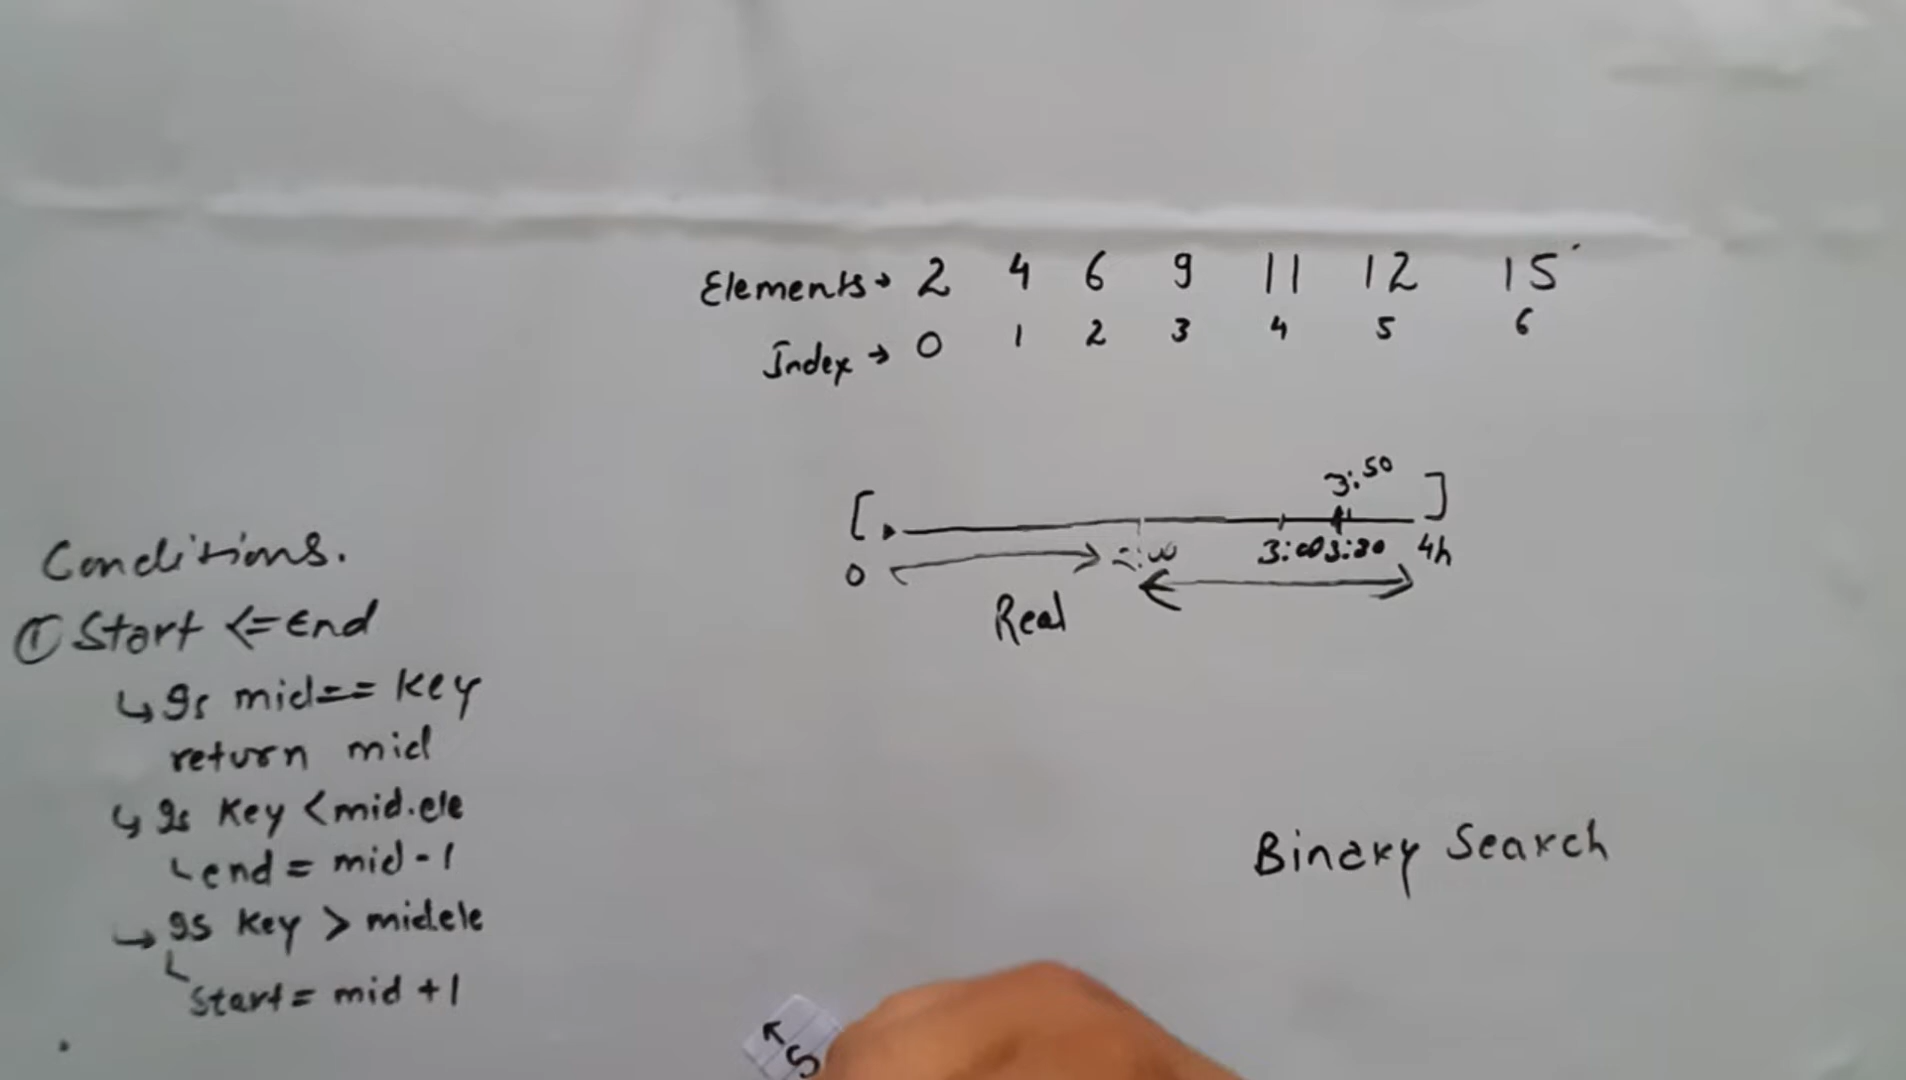 Elements → 2 4 6 9 11 12 15
Index → 0 1 2 3 4 5 6
3:50
[ ]
0 3:00 3:30 4h
Real
Conditions.
① Start <= End
↳ Is mid == Key
return mid
↳ Is Key < mid.ele
end = mid - 1
→ Is Key > mid.ele
Start = mid + 1
Binary Search
S